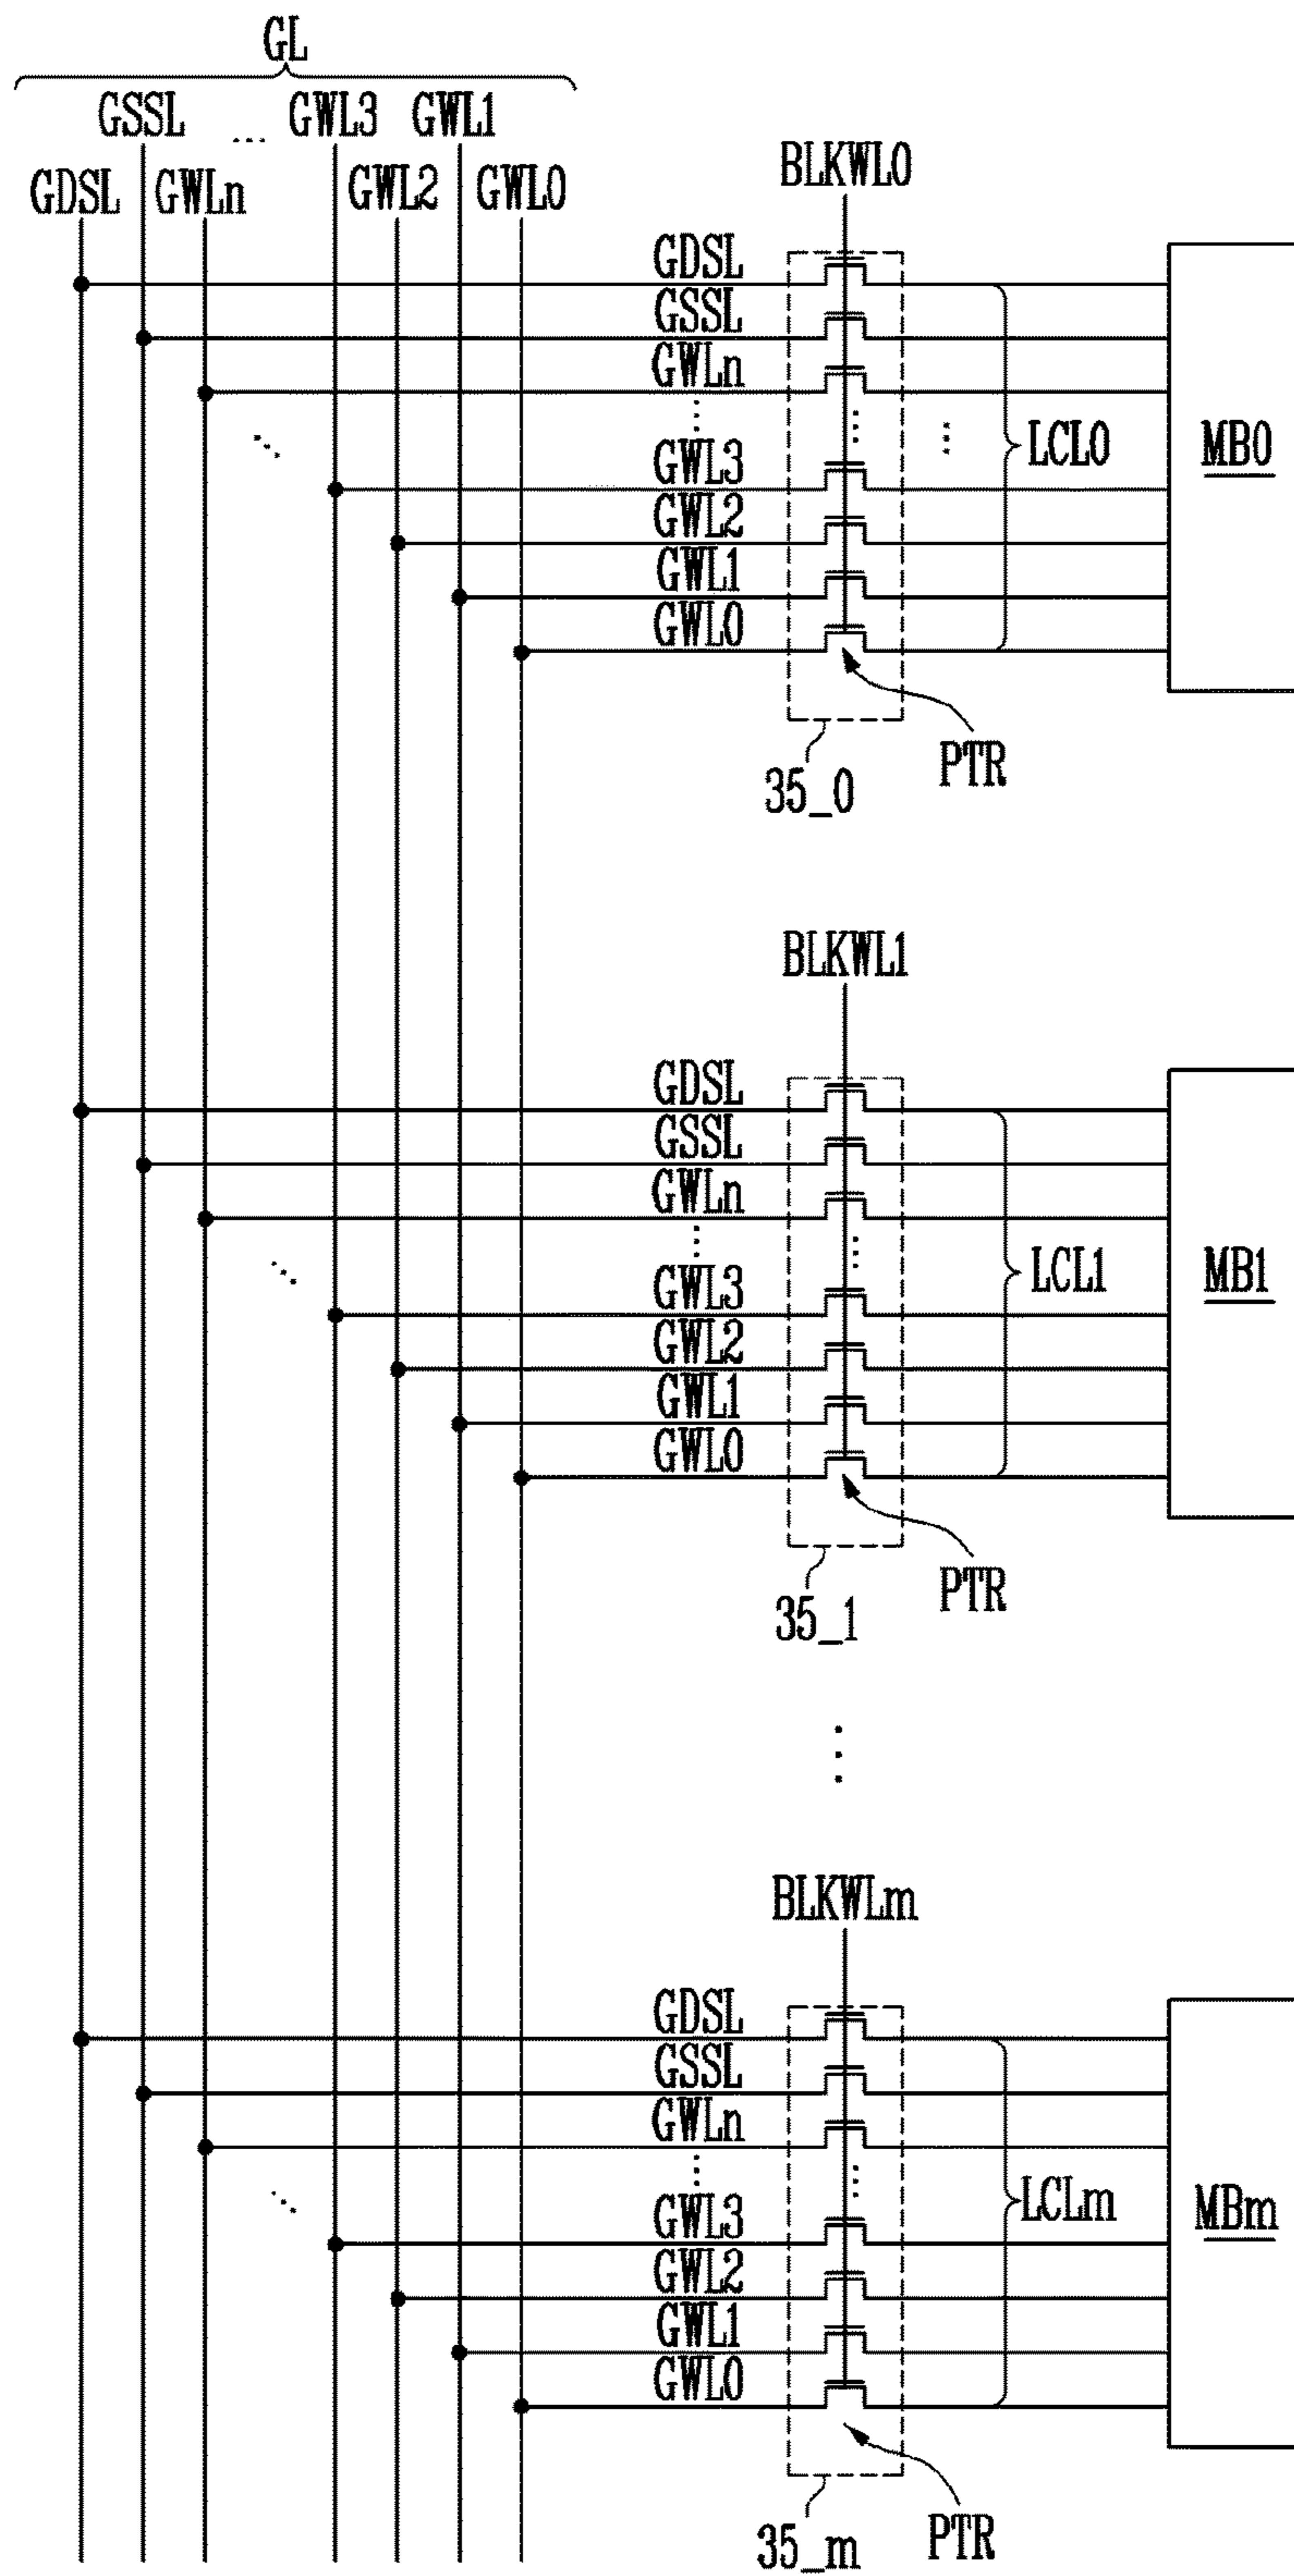 GL
GSSL ... GWL3 GWL1
GDSL GWLn GWL2 GWL0
BLKWL0
GDSL
GSSL
GWLn
GWL3
GWL2
GWL1
GWL0
LCL0
MB0
PTR
35_0
BLKWL1
GDSL
GSSL
GWLn
GWL3
GWL2
GWL1
GWL0
LCL1
MB1
PTR
35_1
BLKWLm
GDSL
GSSL
GWLn
GWL3
GWL2
GWL1
GWL0
LCLm
MBm
PTR
35_m